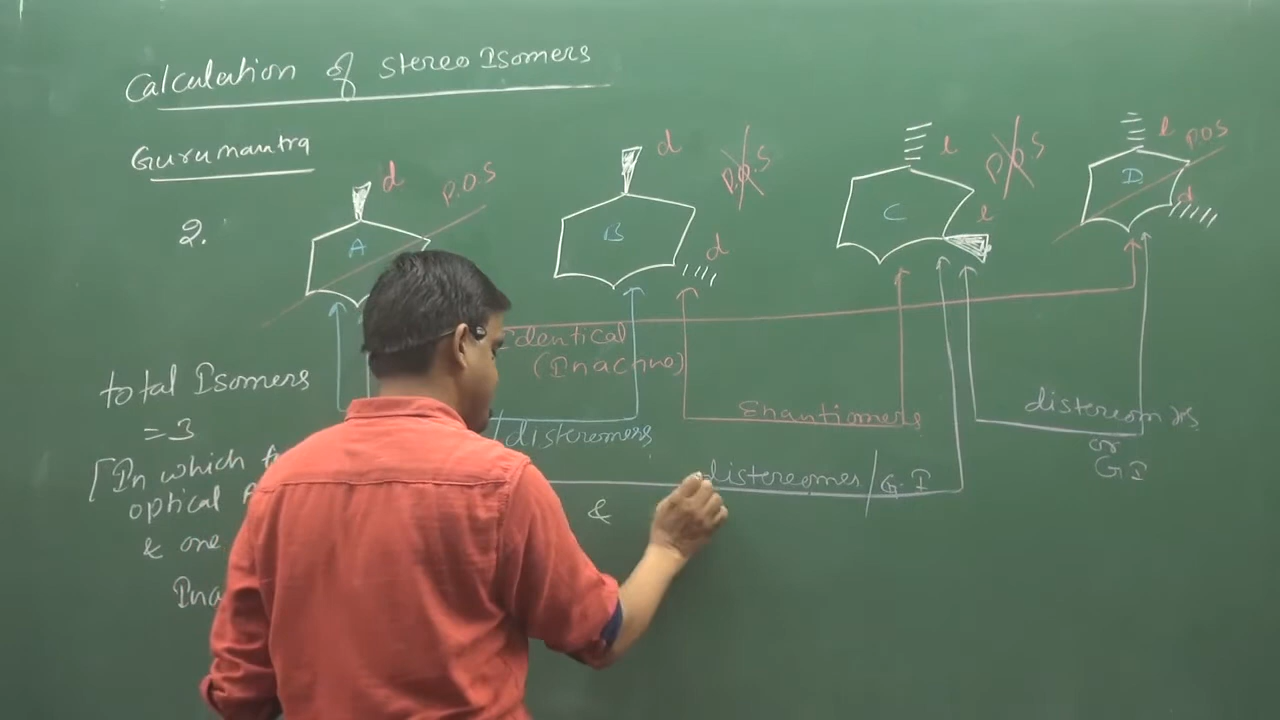 Calculation of stereo Isomers
Gurumantra
2.
d
P.O.S
A
d
P.O.S
B
d
l
P.O.S
C
l
l
P.O.S
D
d
Identical
(Inactive)
Enantiomers
/distereomers
distereomers/G.I
distereomers
or
GI
&
total Isomers
=3
[In which
optical
& one